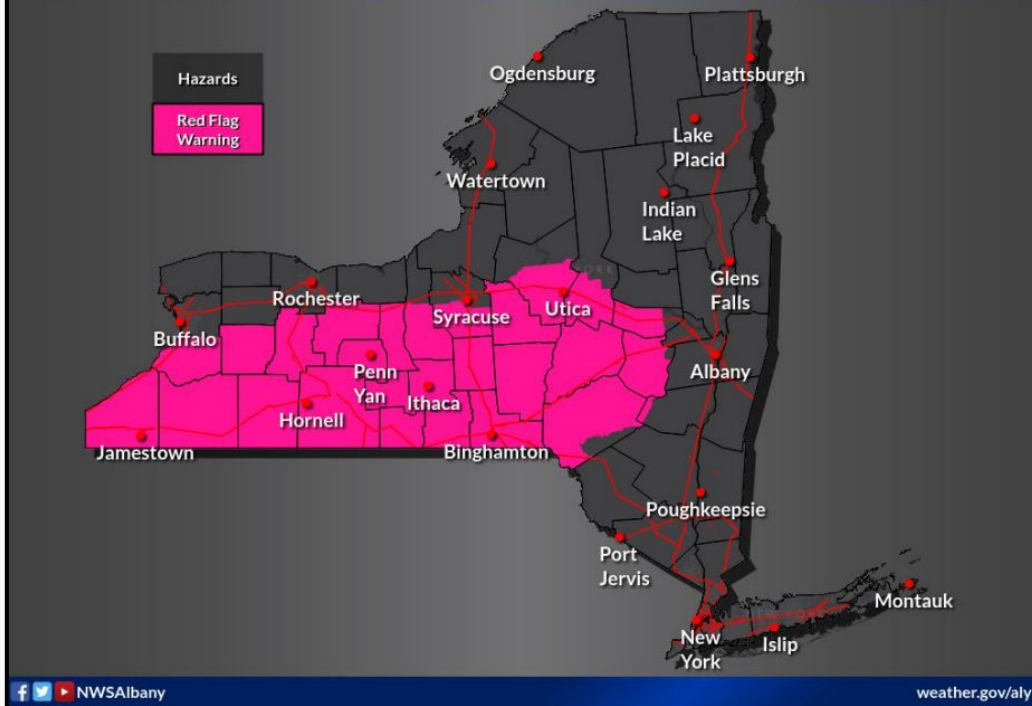 Hazards
Red Flag
Warning
Ogdensburg
Plattsburgh
Lake
Placid
Watertown
Indian
Lake
Glens
Falls
Rochester
Syracuse
Utica
Buffalo
Albany
Penn
Yan
Ithaca
Hornell
Jamestown
Binghamton
Poughkeepsie
Port
Jervis
Montauk
New
York
Islip
NWSAlbany
weather.gov/aly